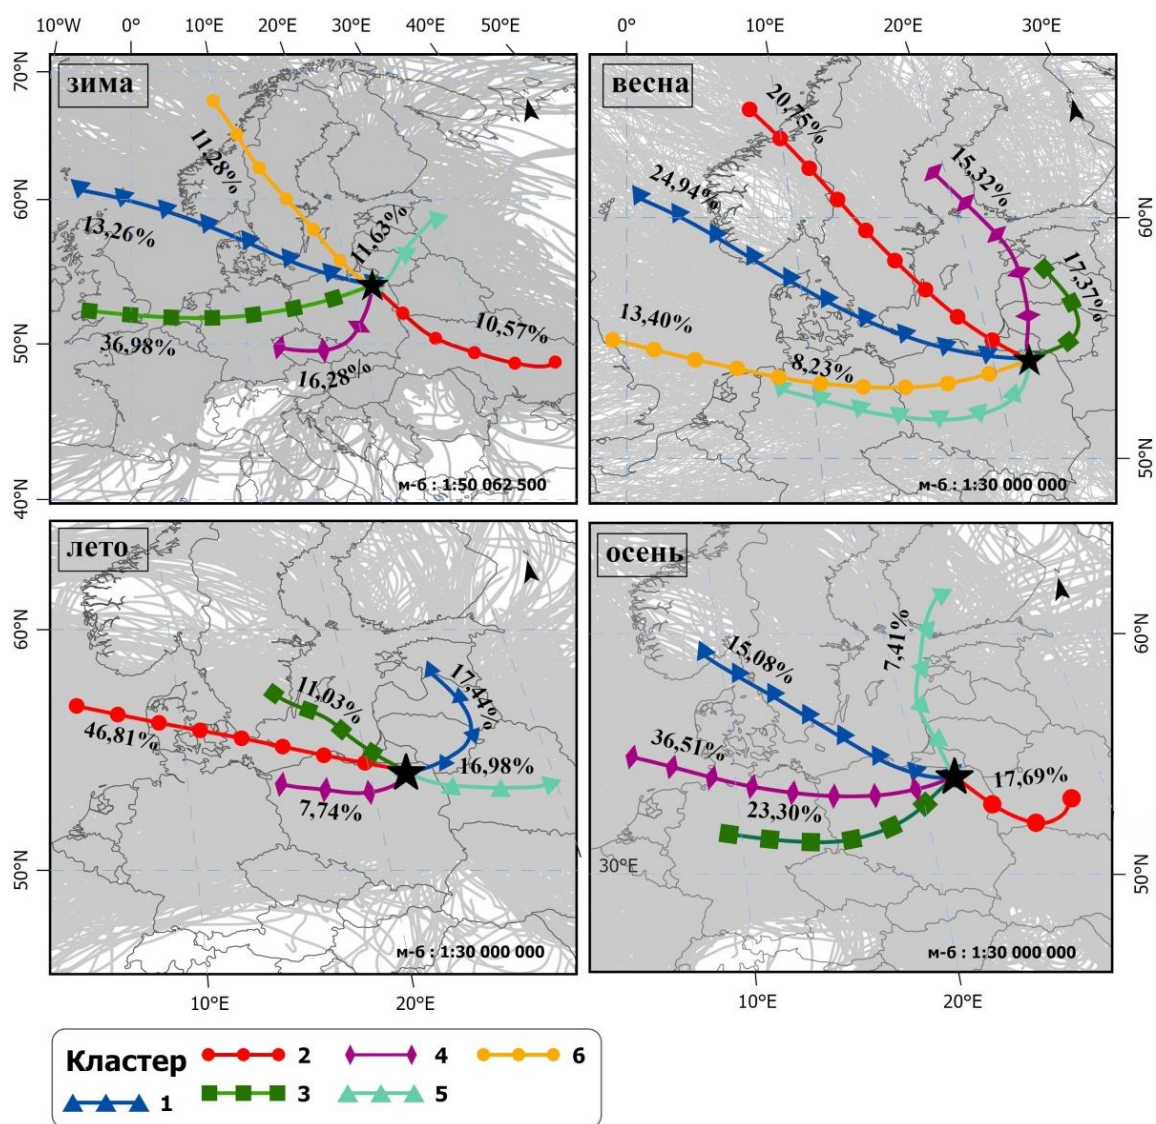 10°W 0° 10°E 20°E 30°E 40°E 50°E
0° 10°E 20°E 30°E
70°N
60°N
50°N
40°N
зима
11,28%
13,26%
11,63%
36,98%
16,28%
10,57%
м-б : 1:50 062 500
весна
20,75%
15,32%
24,94%
17,37%
13,40%
8,23%
м-б : 1:30 000 000
60°N
50°N
лето
11,03%
17,44%
46,81%
16,98%
7,74%
м-б : 1:30 000 000
60°N
50°N
10°E 20°E
осень
7,41%
15,08%
36,51%
17,69%
23,30%
30°E
м-б : 1:30 000 000
60°N
50°N
10°E 20°E
Кластер
2 4 6
1 3 5